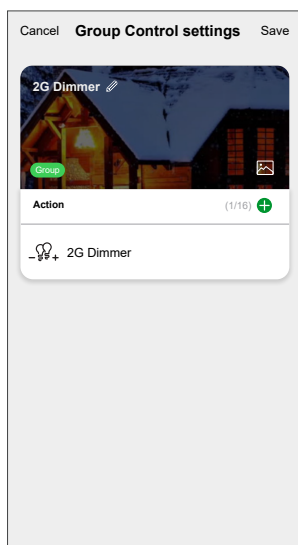 Cancel Group Control settings Save
2G Dimmer
Group
Action (1/16)
2G Dimmer